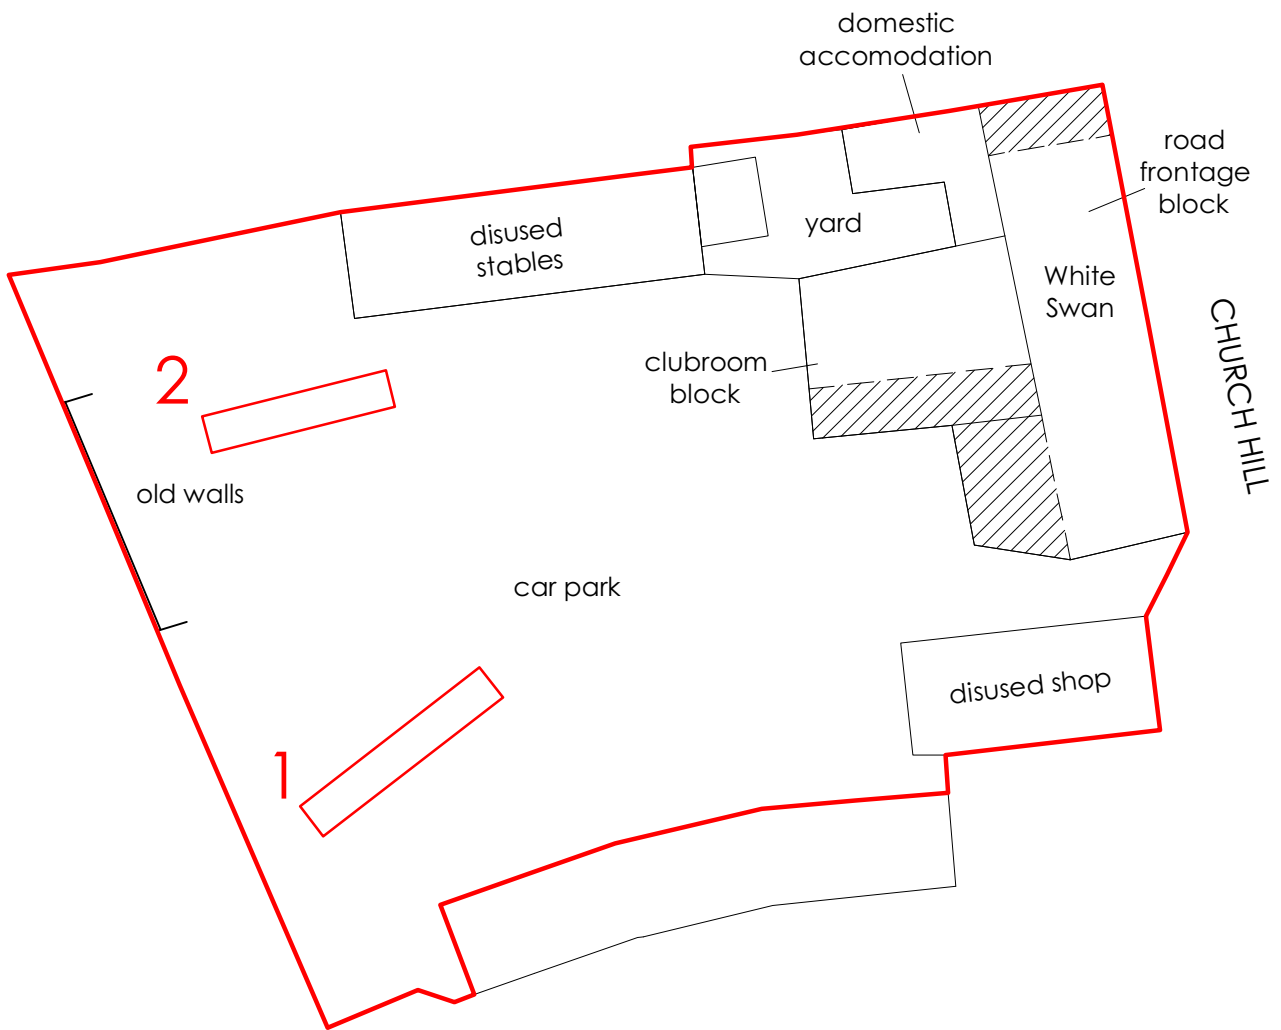 domestic
accomodation
road
frontage
block
disused
stables
yard
White
Swan
CHURCH HILL
2
clubroom
block
old walls
car park
disused shop
1